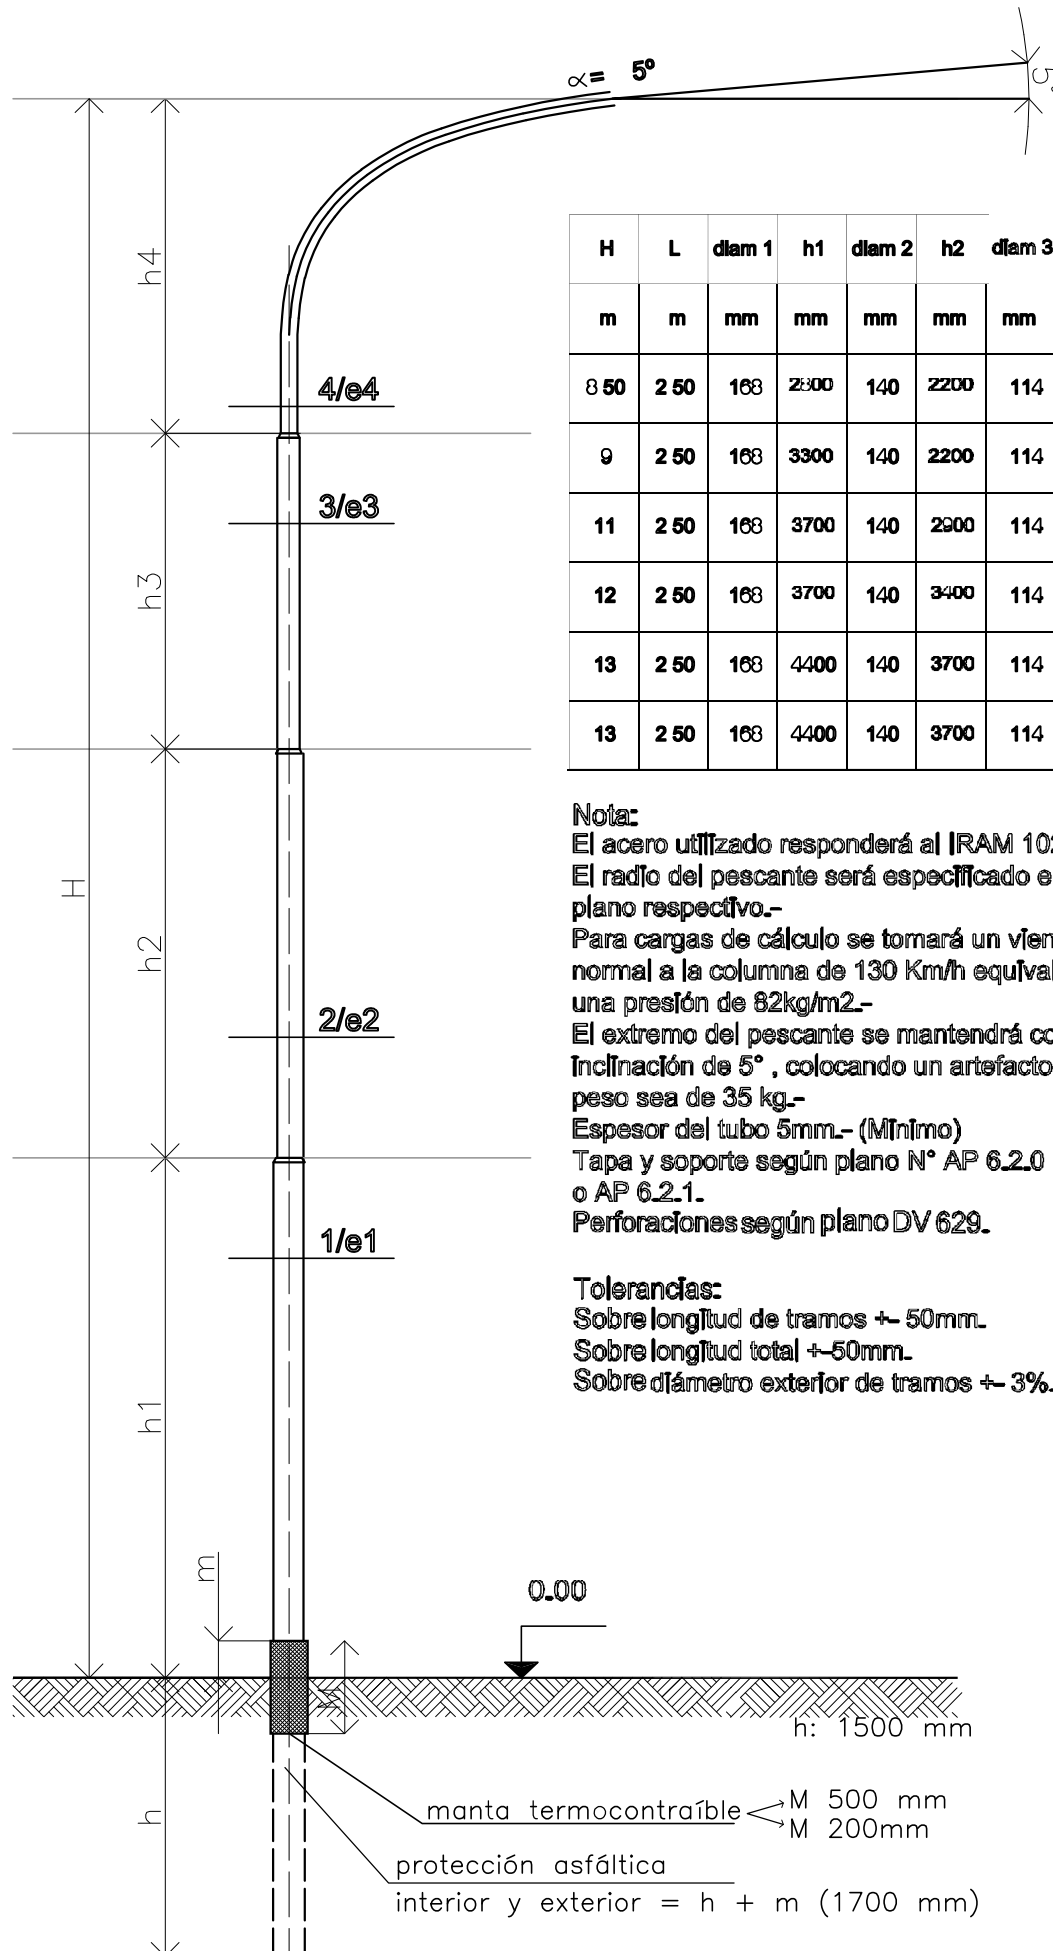 α= 5°
5°
H L diam 1 h1 diam 2 h2 diam 3
m m mm mm mm mm mm
8 50 2 50 168 2800 140 2200 114
9 2 50 168 3300 140 2200 114
11 2 50 168 3700 140 2900 114
12 2 50 168 3700 140 3400 114
13 2 50 168 4400 140 3700 114
13 2 50 168 4400 140 3700 114
h4
4/e4
3/e3
h3
H
h2
2/e2
1/e1
h1
Nota:
El acero utilizado responderá al IRAM 10
El radio del pescante será especificado e
plano respectivo.-
Para cargas de cálculo se tomará un vien
normal a la columna de 130 Km/h equival
una presión de 82kg/m2.-
El extremo del pescante se mantendrá co
inclinación de 5° , colocando un artefacto
peso sea de 35 kg.-
Espesor del tubo 5mm.- (Mínimo)
Tapa y soporte según plano N° AP 6.2.0
o AP 6.2.1.
Perforaciones según plano DV 629.
Tolerancias:
Sobre longitud de tramos +- 50mm.
Sobre longitud total +-50mm.
Sobre diámetro exterior de tramos +- 3%.
m
0.00
M
h: 1500 mm
h
manta termocontraíble
M 500 mm
M 200mm
protección asfáltica
interior y exterior = h + m (1700 mm)